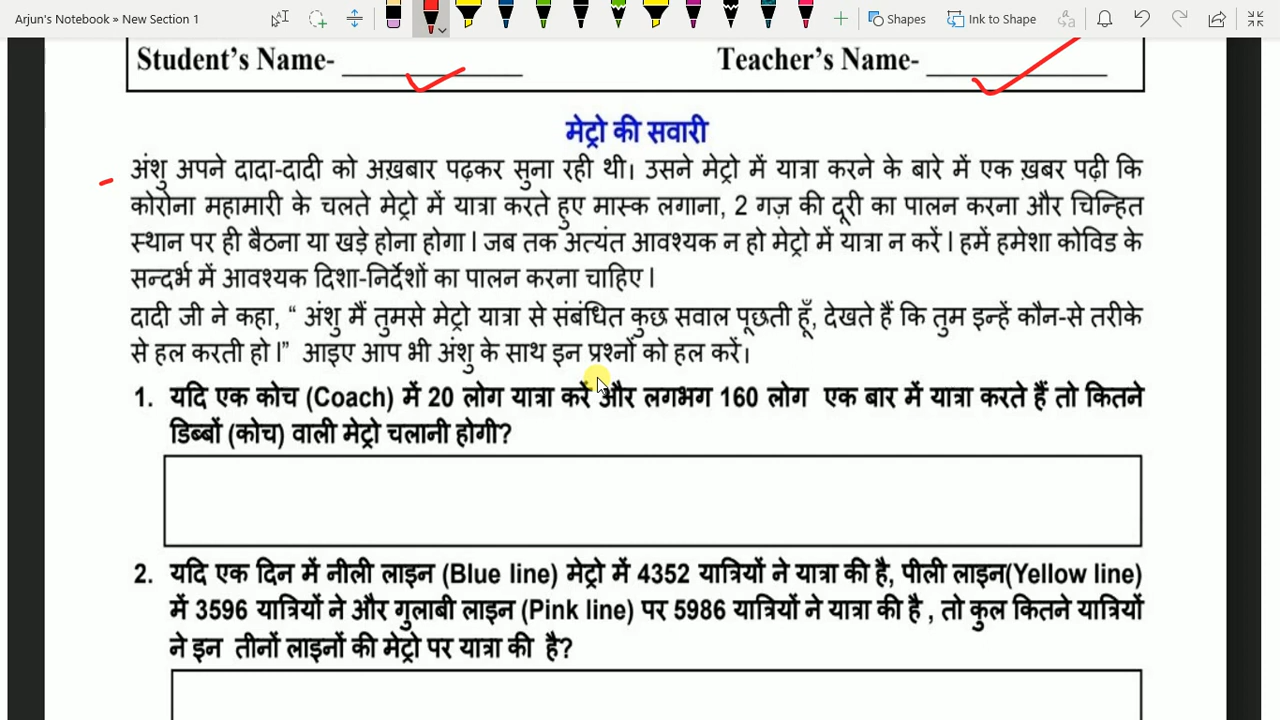 Arjun's Notebook » New Section 1
Shapes
Ink to Shape
Student's Name- ____________ Teacher's Name- ____________
मेट्रो की सवारी
अंशु अपने दादा-दादी को अख़बार पढ़कर सुना रही थी। उसने मेट्रो में यात्रा करने के बारे में एक ख़बर पढ़ी कि
कोरोना महामारी के चलते मेट्रो में यात्रा करते हुए मास्क लगाना, 2 गज़ की दूरी का पालन करना और चिन्हित
स्थान पर ही बैठना या खड़े होना होगा l जब तक अत्यंत आवश्यक न हो मेट्रो में यात्रा न करें l हमें हमेशा कोविड के
सन्दर्भ में आवश्यक दिशा-निर्देशों का पालन करना चाहिए l
दादी जी ने कहा, “ अंशु मैं तुमसे मेट्रो यात्रा से संबंधित कुछ सवाल पूछती हूँ, देखते हैं कि तुम इन्हें कौन-से तरीके
से हल करती हो l” आइए आप भी अंशु के साथ इन प्रश्नों को हल करें।
1. यदि एक कोच (Coach) में 20 लोग यात्रा करें और लगभग 160 लोग एक बार में यात्रा करते हैं तो कितने
डिब्बों (कोच) वाली मेट्रो चलानी होगी?
2. यदि एक दिन में नीली लाइन (Blue line) मेट्रो में 4352 यात्रियों ने यात्रा की है, पीली लाइन(Yellow line)
में 3596 यात्रियों ने और गुलाबी लाइन (Pink line) पर 5986 यात्रियों ने यात्रा की है , तो कुल कितने यात्रियों
ने इन तीनों लाइनों की मेट्रो पर यात्रा की है?